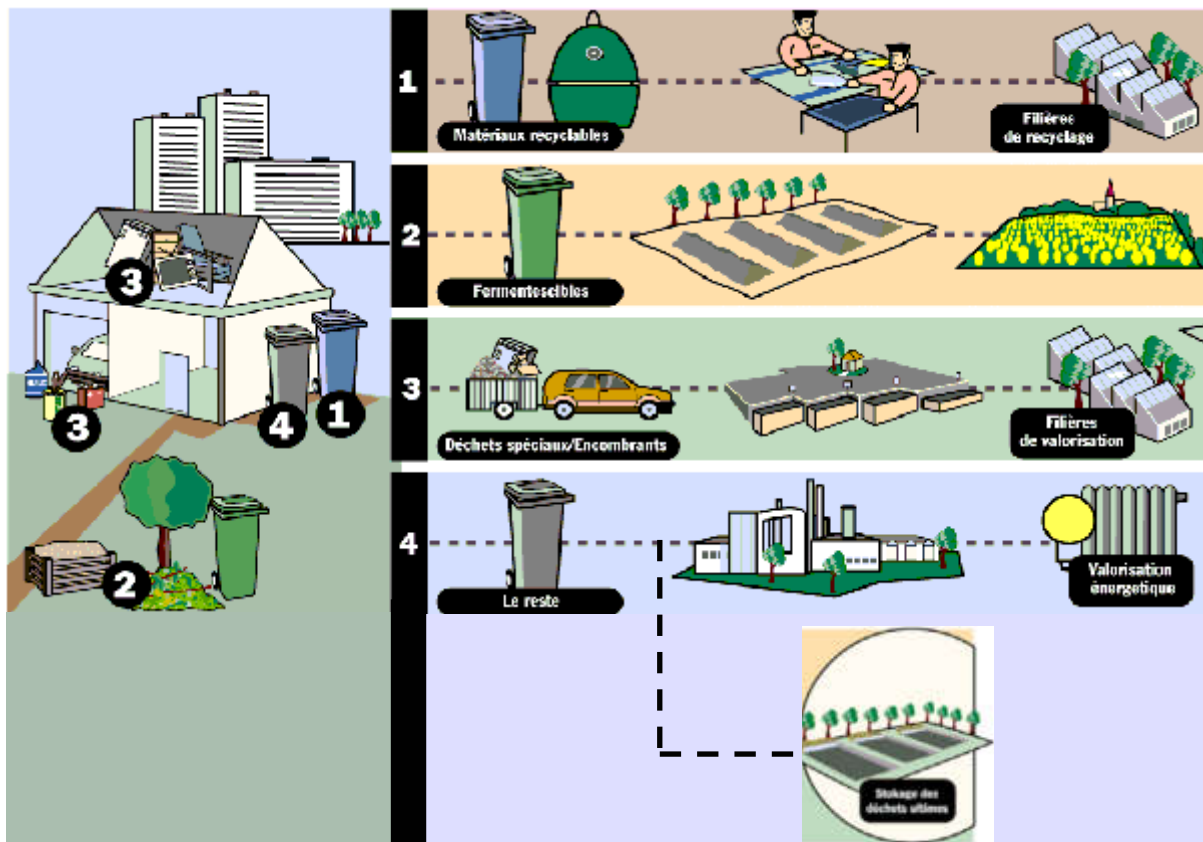 1
Matériaux recyclables
Filières
de recyclage
2
Fermentescibles
3
Déchets spéciaux/Encombrants
Filières
de valorisation
4
Le reste
Valorisation
énergetique
Stokage des
déchets ultimes
3
3
4
1
2